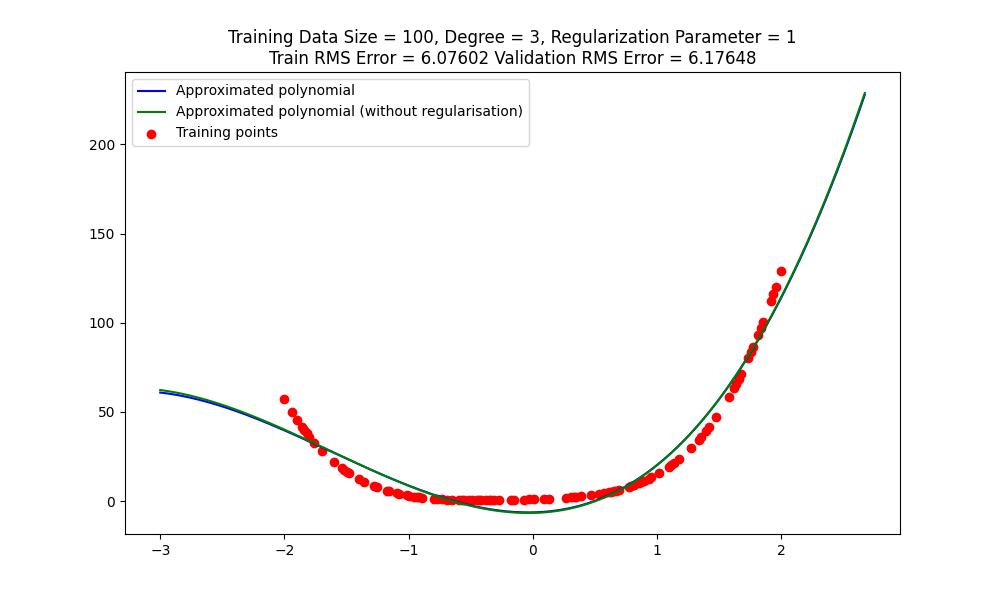 Training Data Size = 100, Degree = 3, Regularization Parameter = 1
Train RMS Error = 6.07602 Validation RMS Error = 6.17648
Approximated polynomial
Approximated polynomial (without regularisation)
Training points
200
150
100
50
0
−3
−2
−1
0
1
2